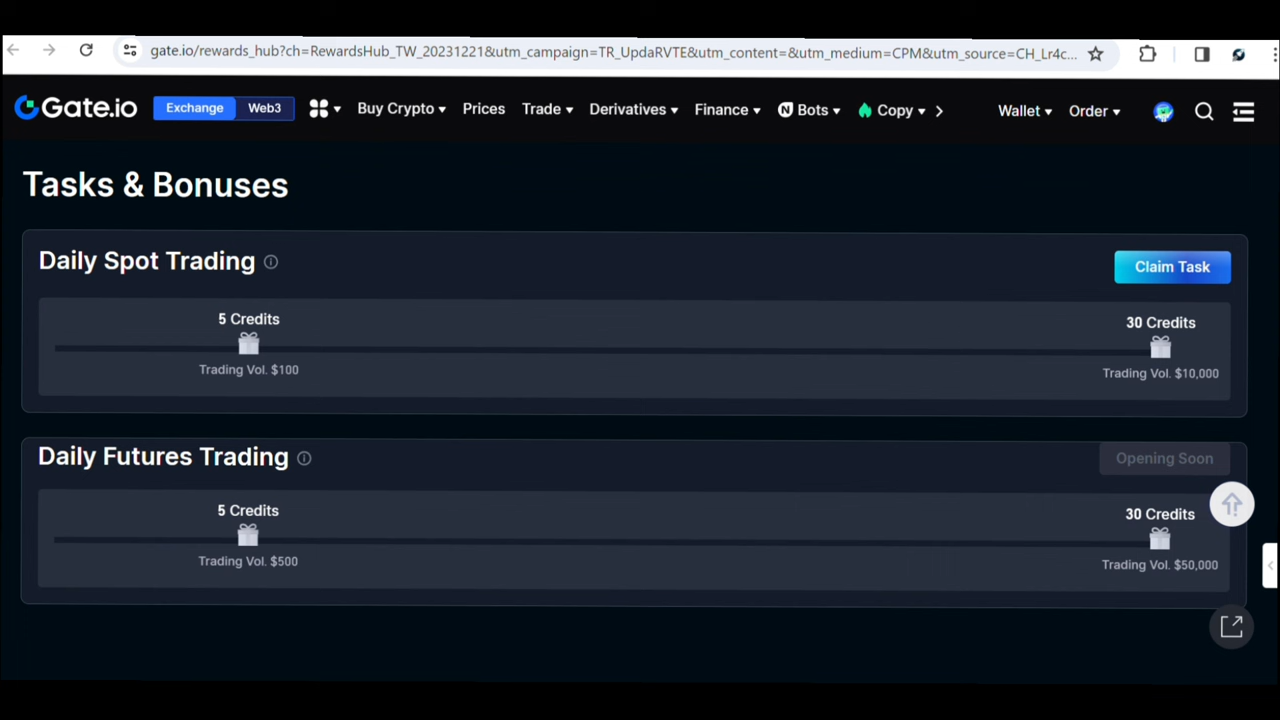 gate.io/rewards_hub?ch=RewardsHub_TW_20231221&utm_campaign=TR_UpdaRVTE&utm_content=&utm_medium=CPM&utm_source=CH_Lr4c...
Gate.io Exchange Web3 Buy Crypto Prices Trade Derivatives Finance Bots Copy Wallet Order
Tasks & Bonuses
Daily Spot Trading
Claim Task
5 Credits 30 Credits
Trading Vol. $100 Trading Vol. $10,000
Daily Futures Trading
Opening Soon
5 Credits 30 Credits
Trading Vol. $500 Trading Vol. $50,000